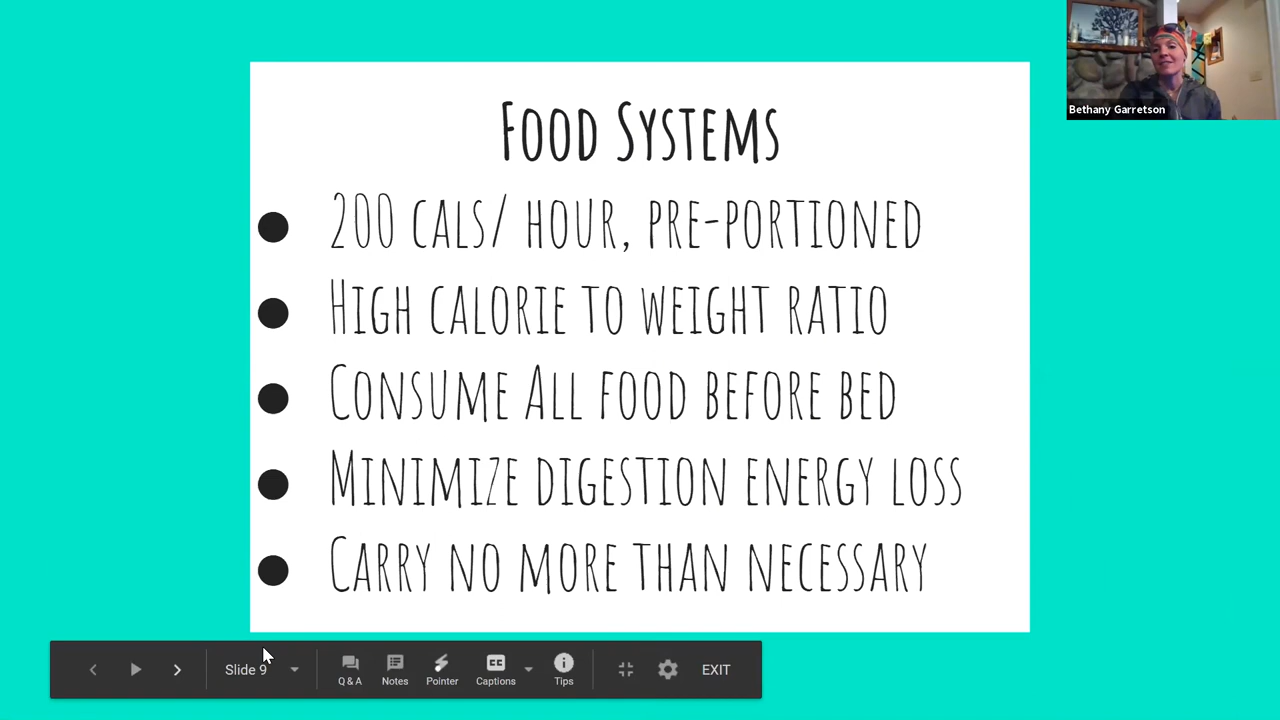 Bethany Garretson
Food Systems
200 cals/ hour, pre-portioned
High calorie to weight ratio
Consume All food before bed
Minimize digestion energy loss
Carry no more than necessary
Slide 9
Q & A
Notes
Pointer
Captions
Tips
EXIT